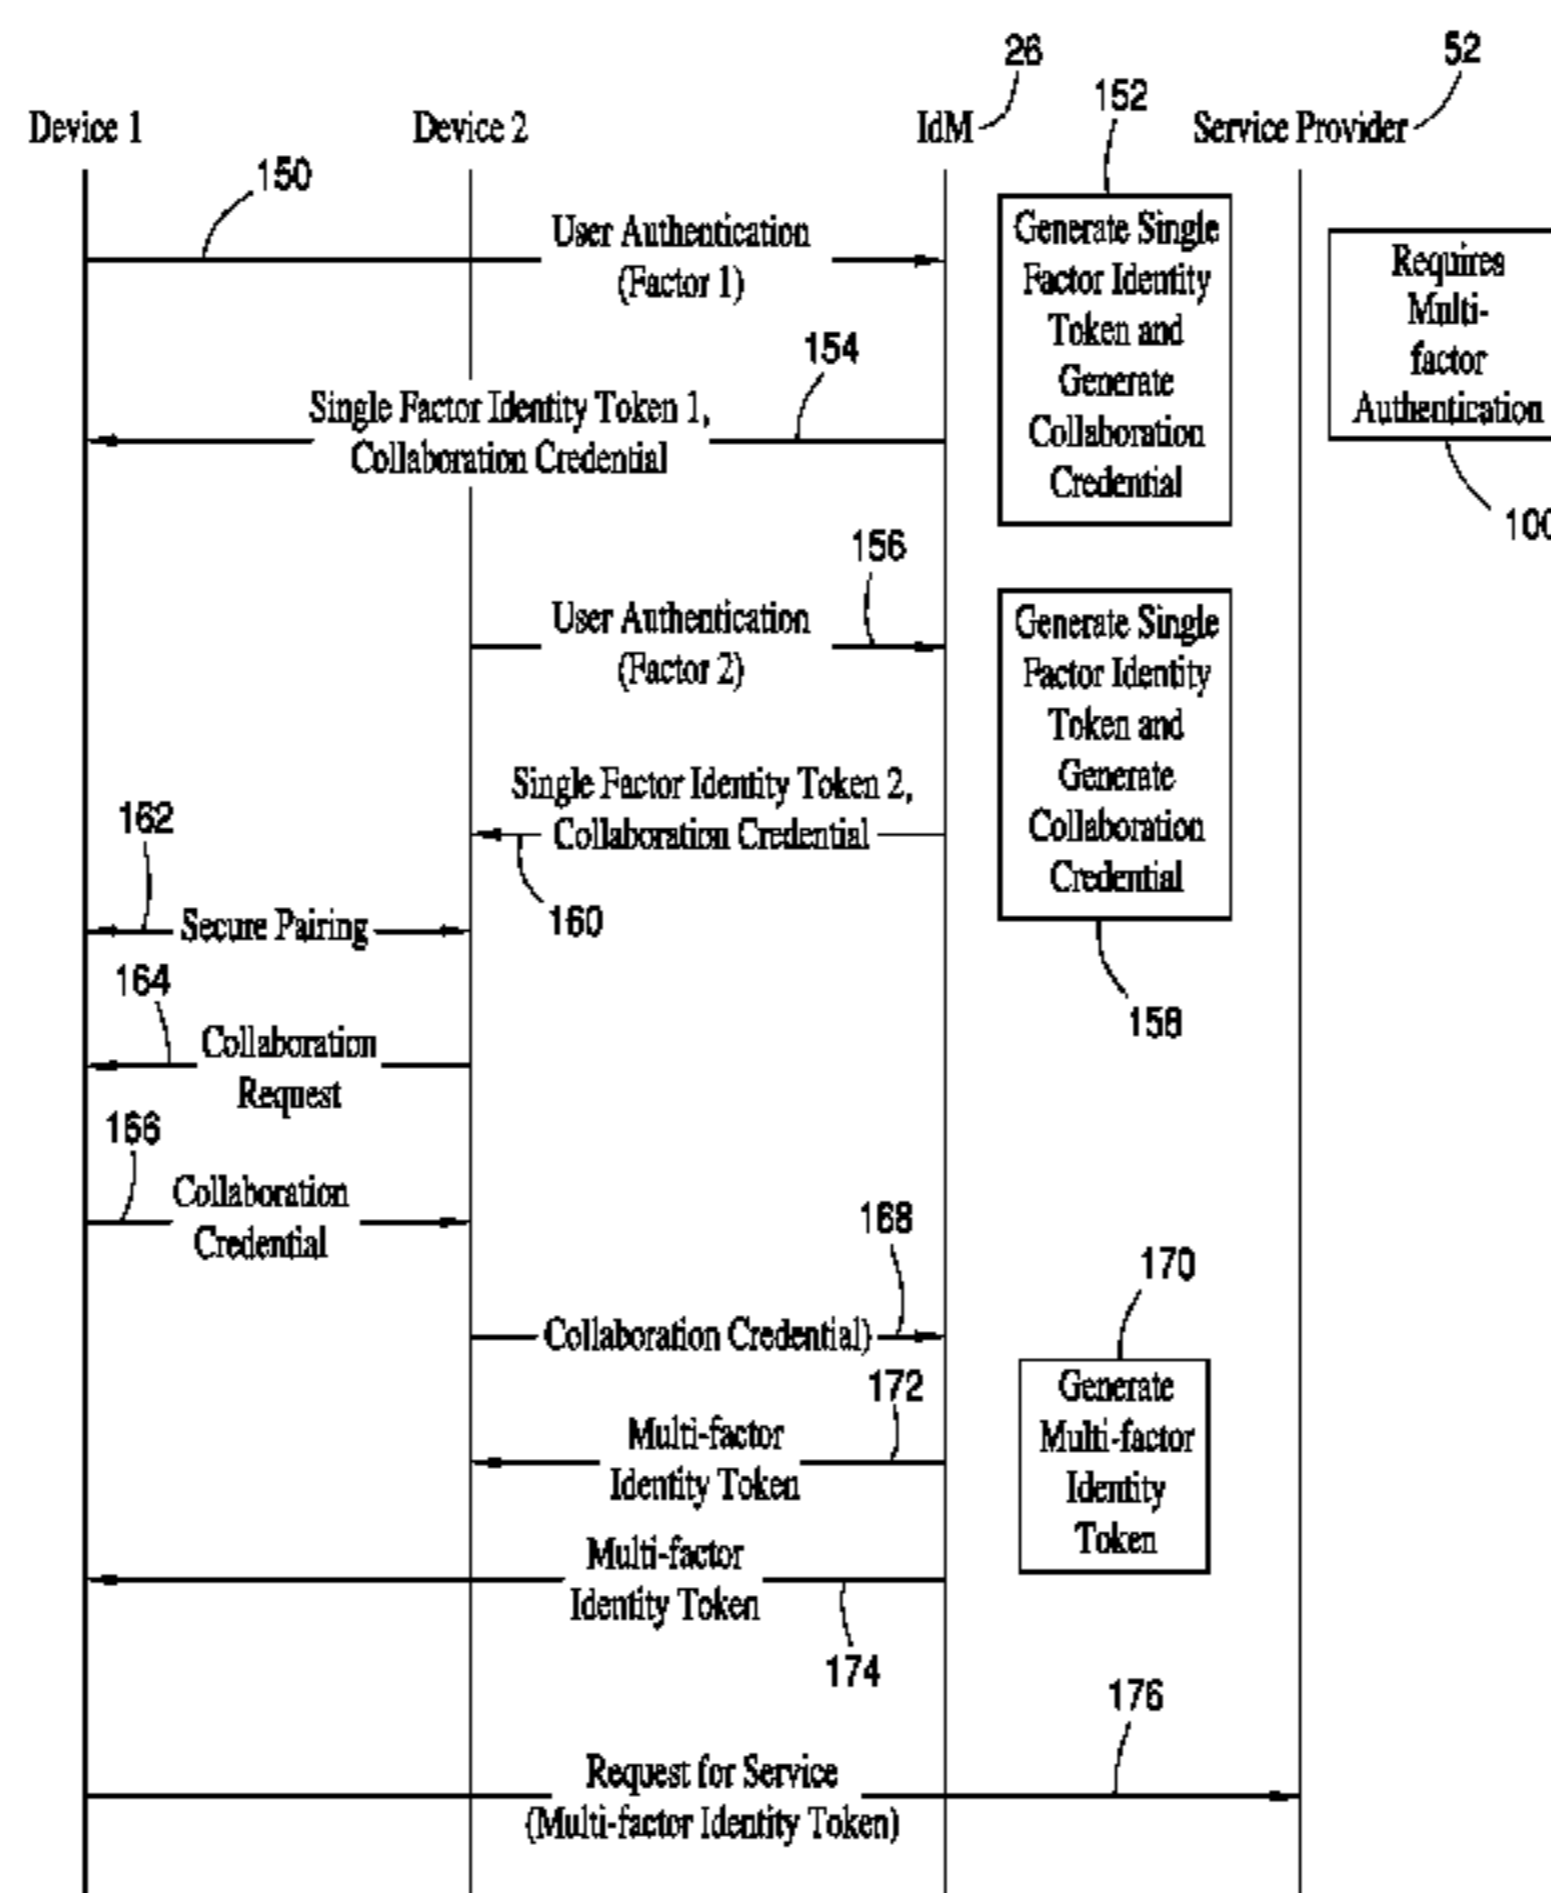 26
52
152
Device 1
Device 2
IdM
Service Provider
150
User Authentication
(Factor 1)
Generate Single
Factor Identity
Token and
Generate
Collaboration
Credential
Requires
Multi-
factor
Authentication
100
154
Single Factor Identity Token 1,
Collaboration Credential
156
User Authentication
(Factor 2)
Generate Single
Factor Identity
Token and
Generate
Collaboration
Credential
158
Single Factor Identity Token 2,
Collaboration Credential
160
162
Secure Pairing
164
Collaboration
Request
166
Collaboration
Credential
168
Collaboration Credential)
170
Generate
Multi-factor
Identity
Token
172
Multi-factor
Identity Token
Multi-factor
Identity Token
174
176
Request for Service
(Multi-factor Identity Token)